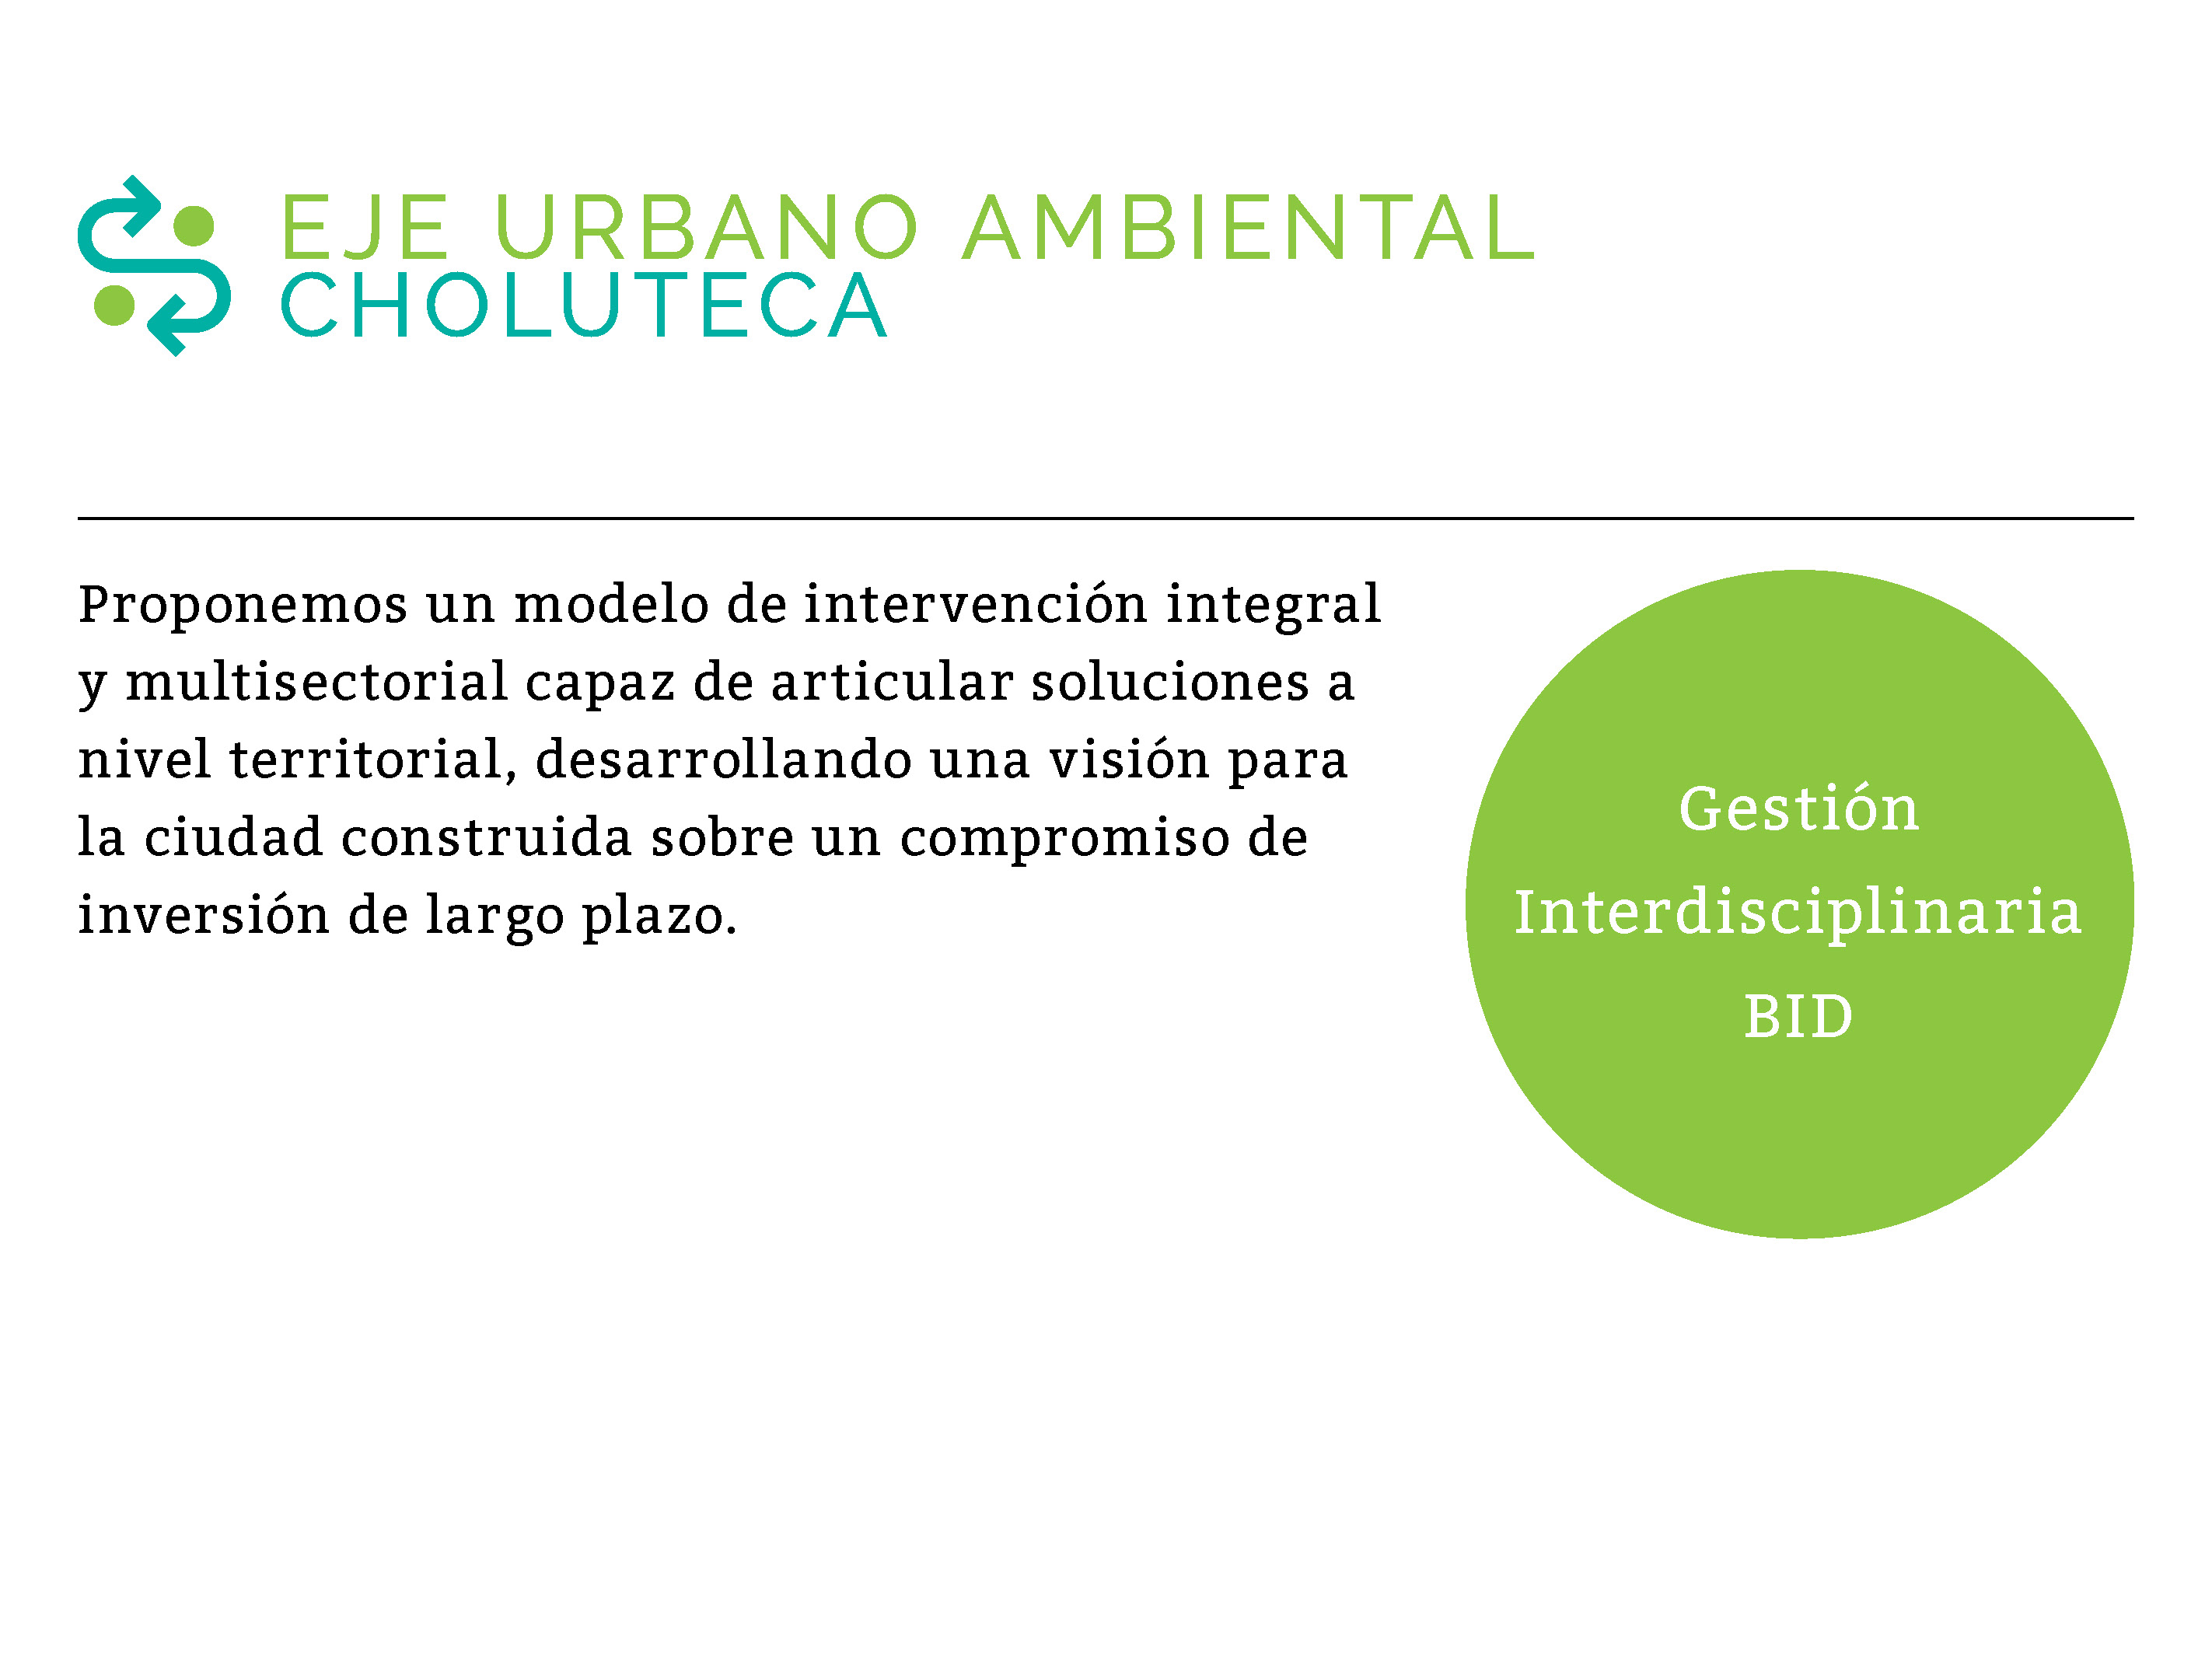 EJE URBANO AMBIENTAL
CHOLUTECA
Proponemos un modelo de intervención integral
y multisectorial capaz de articular soluciones a
nivel territorial, desarrollando una visión para
la ciudad construida sobre un compromiso de
inversión de largo plazo.
Gestión
Interdisciplinaria
BID